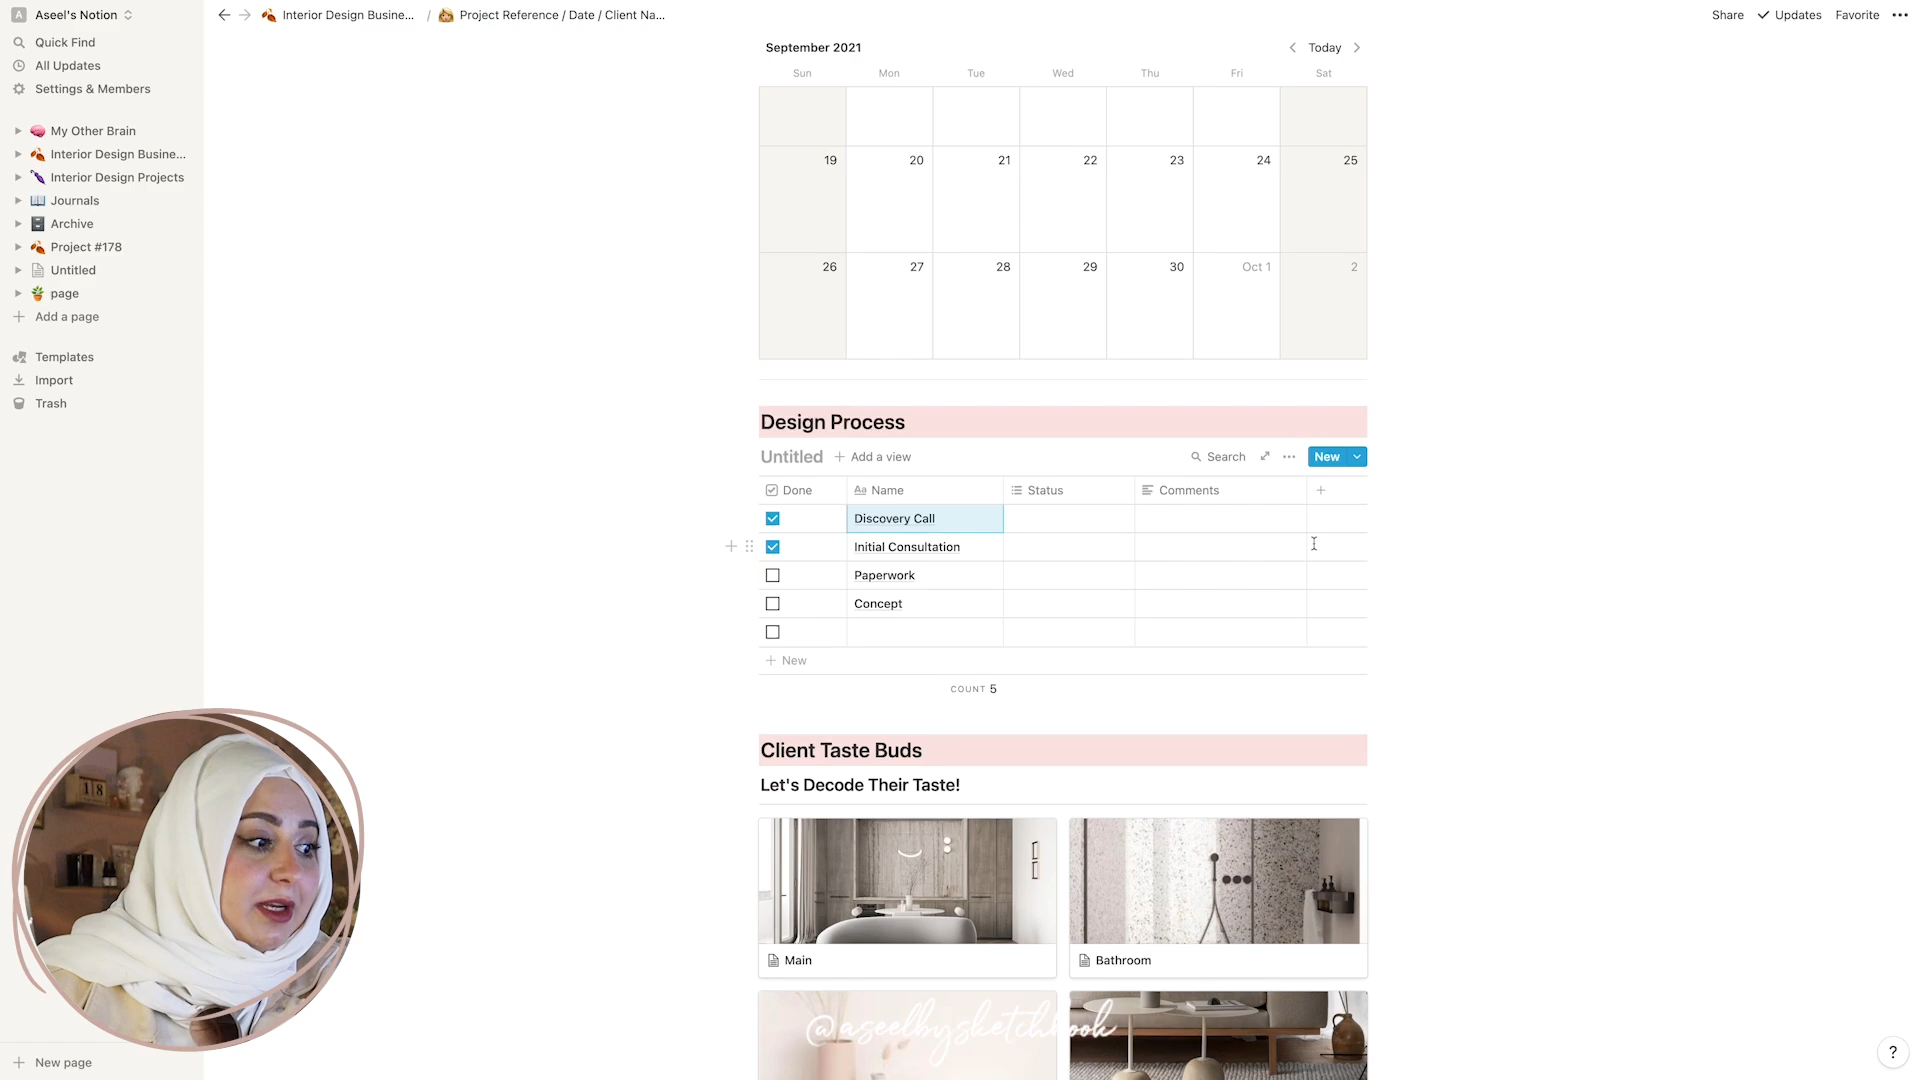 A Aseel's Notion
Quick Find
All Updates
Settings & Members
My Other Brain
Interior Design Busine...
Interior Design Projects
Journals
Archive
Project #178
Untitled
page
Add a page
Templates
Import
Trash
New page
Interior Design Busine... / Project Reference / Date / Client Na...
Share Updates Favorite
September 2021 Today
Sun Mon Tue Wed Thu Fri Sat
19 20 21 22 23 24 25
26 27 28 29 30 Oct 1 2
Design Process
Untitled + Add a view Search New
Done Aa Name Status Comments +
Discovery Call
Initial Consultation
Paperwork
Concept
+ New
COUNT 5
Client Taste Buds
Let's Decode Their Taste!
Main Bathroom
@aseelbysketchbook
18
?